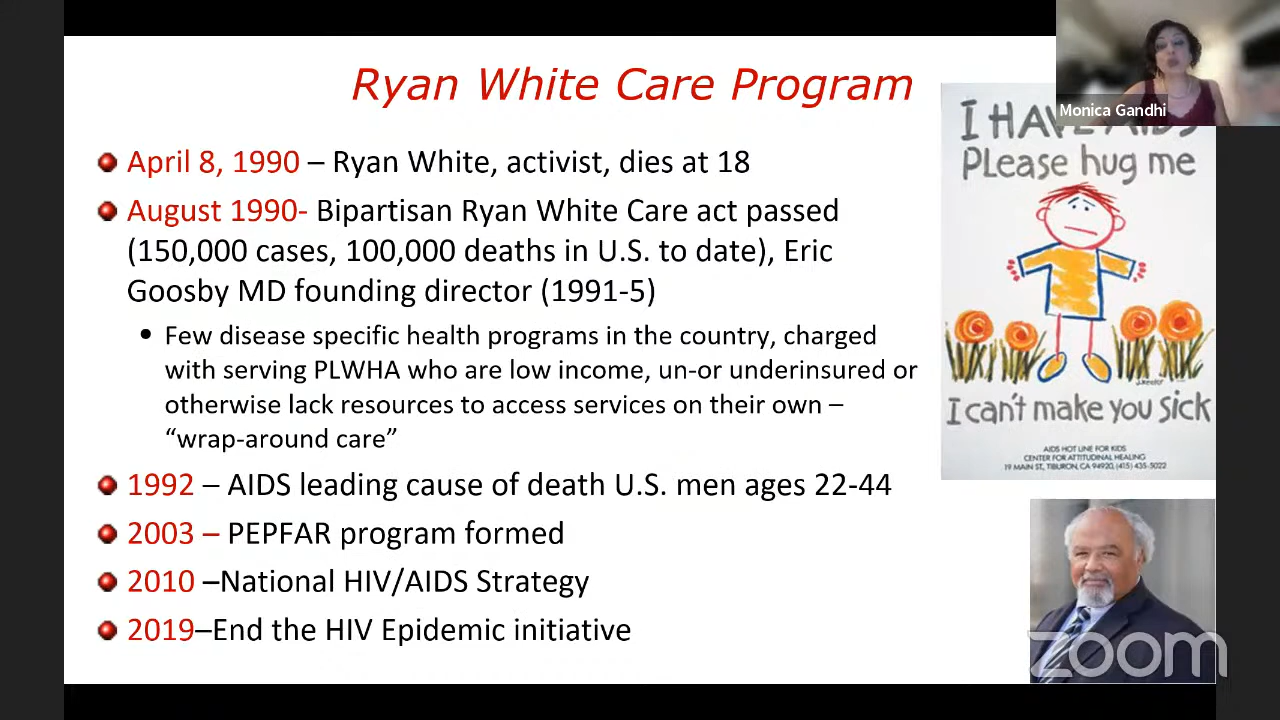 Ryan White Care Program
April 8, 1990 – Ryan White, activist, dies at 18
August 1990- Bipartisan Ryan White Care act passed
(150,000 cases, 100,000 deaths in U.S. to date), Eric
Goosby MD founding director (1991-5)
Few disease specific health programs in the country, charged
with serving PLWHA who are low income, un-or underinsured or
otherwise lack resources to access services on their own –
“wrap-around care”
1992 – AIDS leading cause of death U.S. men ages 22-44
2003 – PEPFAR program formed
2010 –National HIV/AIDS Strategy
2019–End the HIV Epidemic initiative
Monica Gandhi
I HAVE AIDS
PLease hug me
J.Keeler
I can't make you sick
AIDS HOT LINE FOR KIDS
CENTER FOR ATTITUDINAL HEALING
19 MAIN ST, TIBURON, CA 94920, (415) 435-5022
zoom